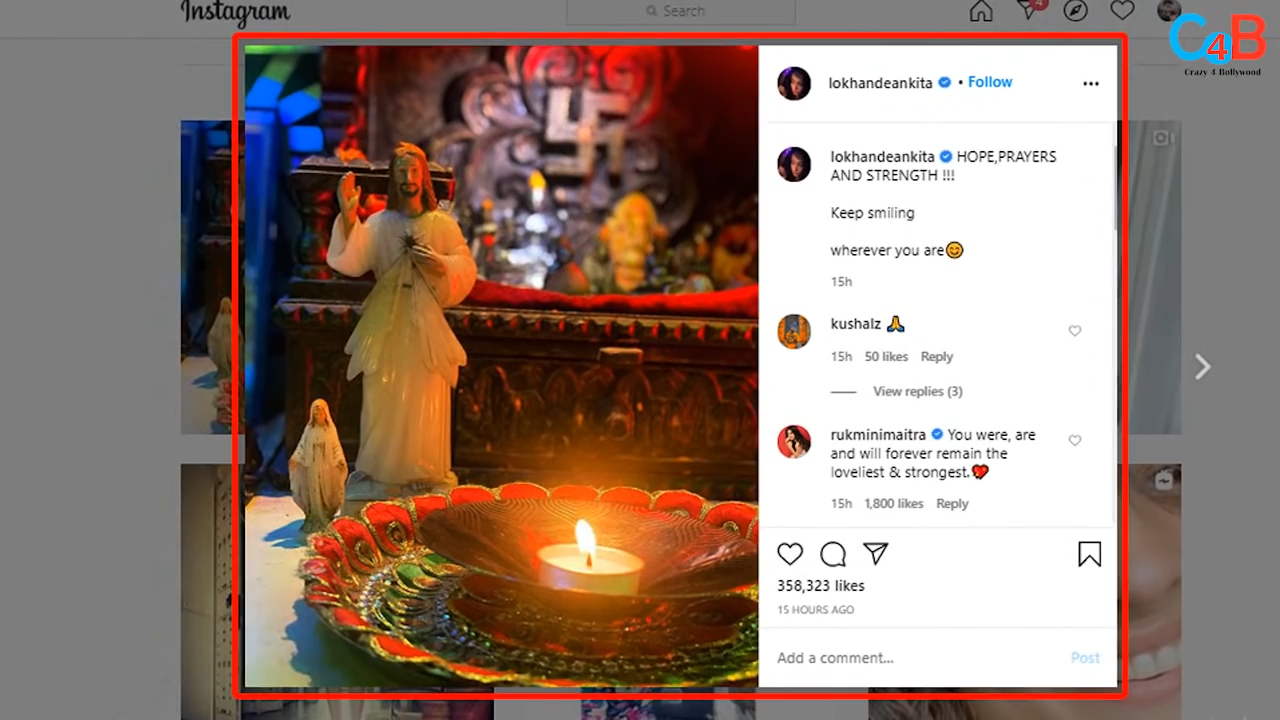 Instagram
Search
4
C4B
Crazy 4 Bollywood
lokhandeankita • Follow
lokhandeankita HOPE,PRAYERS
AND STRENGTH !!!
Keep smiling
wherever you are😊
15h
kushalz 🙏
15h 50 likes Reply
View replies (3)
rukminimaitra You were, are
and will forever remain the
loveliest & strongest.❤️
15h 1,800 likes Reply
358,323 likes
15 HOURS AGO
Add a comment... Post